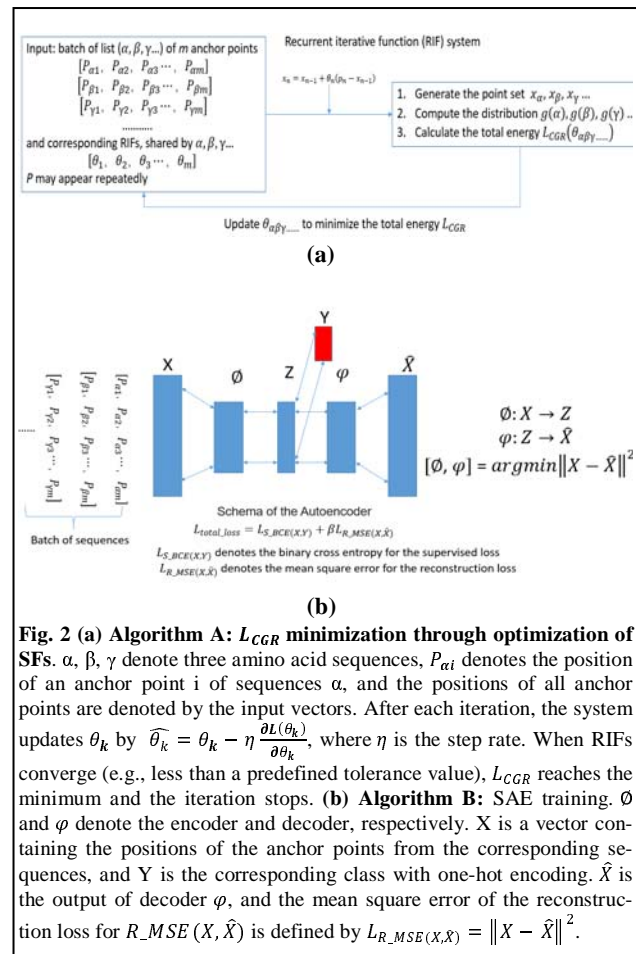 Input: batch of list (α, β, γ...) of m anchor points
[P_α1, P_α2, P_α3 ⋯, P_αm]
[P_β1, P_β2, P_β3 ⋯, P_βm]
[P_γ1, P_γ2, P_γ3 ⋯, P_γm]
............
and corresponding RIFs, shared by α, β, γ...
[θ_1, θ_2, θ_3 ⋯, θ_m]
P may appear repeatedly
Recurrent iterative function (RIF) system
x_n = x_{n−1} + θ_n(p_n − x_{n−1})
1. Generate the point set x_α, x_β, x_γ ...
2. Compute the distribution g(α), g(β), g(γ) ..
3. Calculate the total energy L_CGR(θ_αβγ.....)
Update θ_αβγ..... to minimize the total energy L_CGR
(a)
Y
X ∅ Z φ X̂
...... [P_γ1, P_γ2, P_γ3 ⋯, P_γm] [P_β1, P_β2, P_β3 ⋯, P_βm] [P_α1, P_α2, P_α3 ⋯, P_αm]
Batch of sequences
∅: X → Z
φ: Z → X̂
[∅, φ] = argmin‖X − X̂‖²
Schema of the Autoencoder
L_total_loss = L_S_BCE(X,Y) + βL_R_MSE(X,X̂)
L_S_BCE(X,Y) denotes the binary cross entropy for the supervised loss
L_R_MSE(X,X̂) denotes the mean square error for the reconstruction loss
(b)
Fig. 2 (a) Algorithm A: L_CGR minimization through optimization of
SFs. α, β, γ denote three amino acid sequences, P_αi denotes the position
of an anchor point i of sequences α, and the positions of all anchor
points are denoted by the input vectors. After each iteration, the system
updates θ_k by θ̂_k = θ_k − η ∂L(θ_k)/∂θ_k, where η is the step rate. When RIFs
converge (e.g., less than a predefined tolerance value), L_CGR reaches the
minimum and the iteration stops. (b) Algorithm B: SAE training. ∅
and φ denote the encoder and decoder, respectively. X is a vector con-
taining the positions of the anchor points from the corresponding se-
quences, and Y is the corresponding class with one-hot encoding. X̂ is
the output of decoder φ, and the mean square error of the reconstruc-
tion loss for R_MSE(X, X̂) is defined by L_R_MSE(X,X̂) = ‖X − X̂‖².